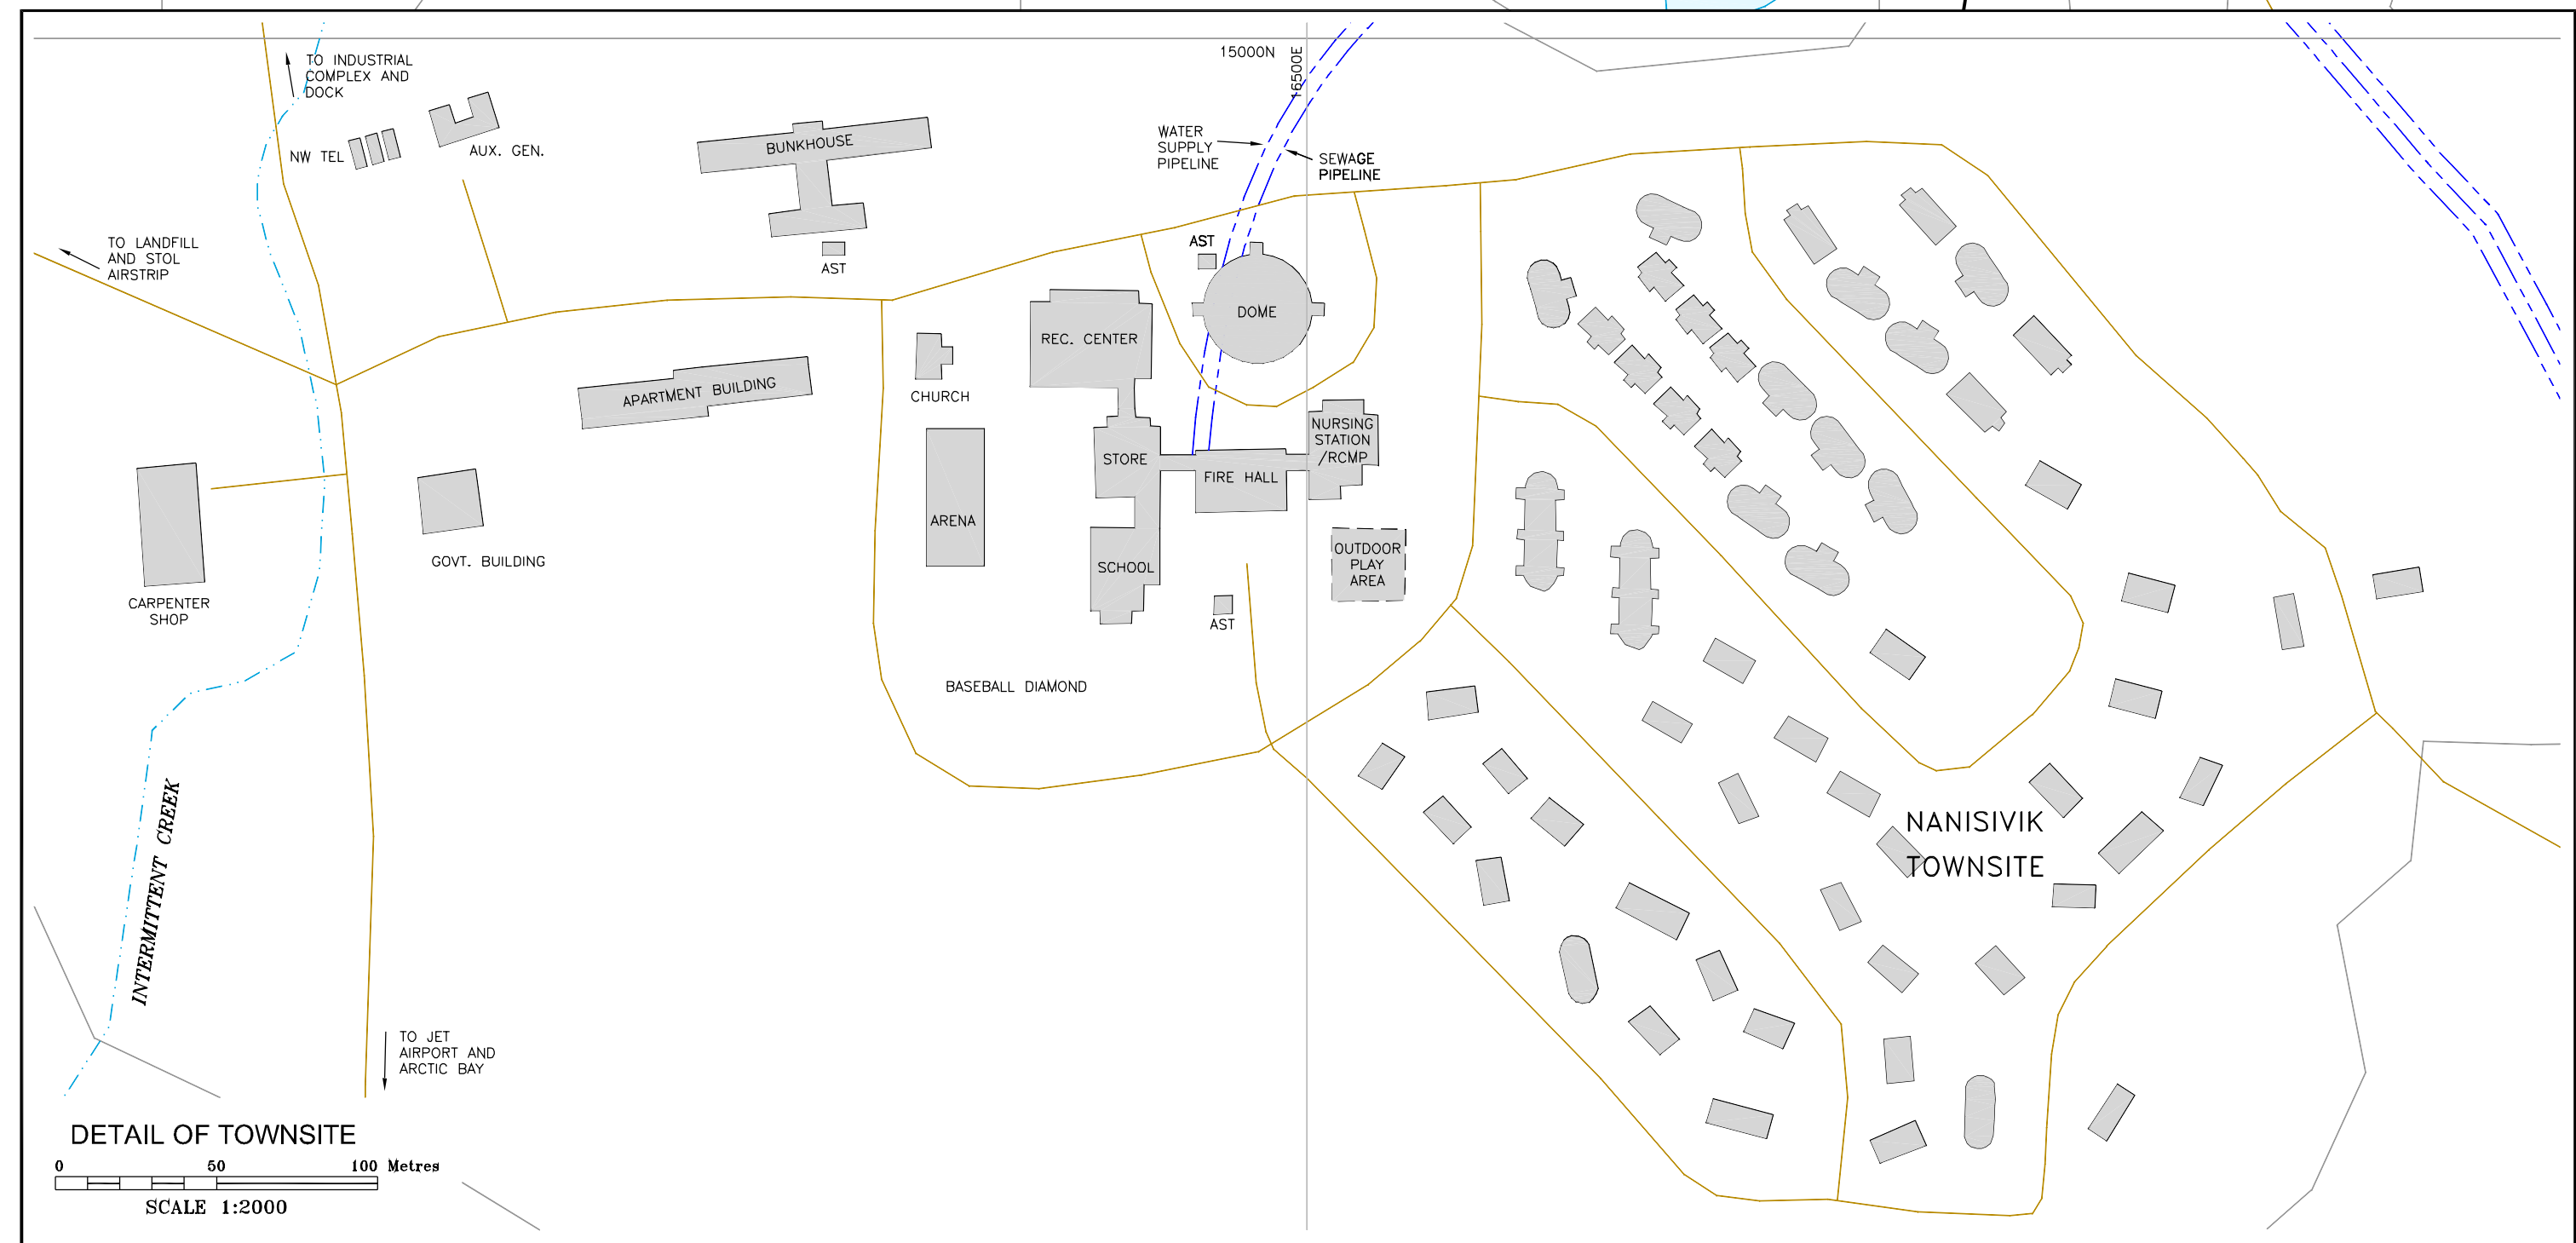 15000N
16500E
TO INDUSTRIAL
COMPLEX AND
DOCK
NW TEL
AUX. GEN.
BUNKHOUSE
AST
WATER
SUPPLY
PIPELINE
SEWAGE
PIPELINE
TO LANDFILL
AND STOL
AIRSTRIP
AST
DOME
REC. CENTER
APARTMENT BUILDING
CHURCH
NURSING
STATION
/RCMP
STORE
FIRE HALL
ARENA
GOVT. BUILDING
SCHOOL
OUTDOOR
PLAY
AREA
CARPENTER
SHOP
AST
BASEBALL DIAMOND
INTERMITTENT CREEK
NANISIVIK
TOWNSITE
TO JET
AIRPORT AND
ARCTIC BAY
DETAIL OF TOWNSITE
0 50 100 Metres
SCALE 1:2000